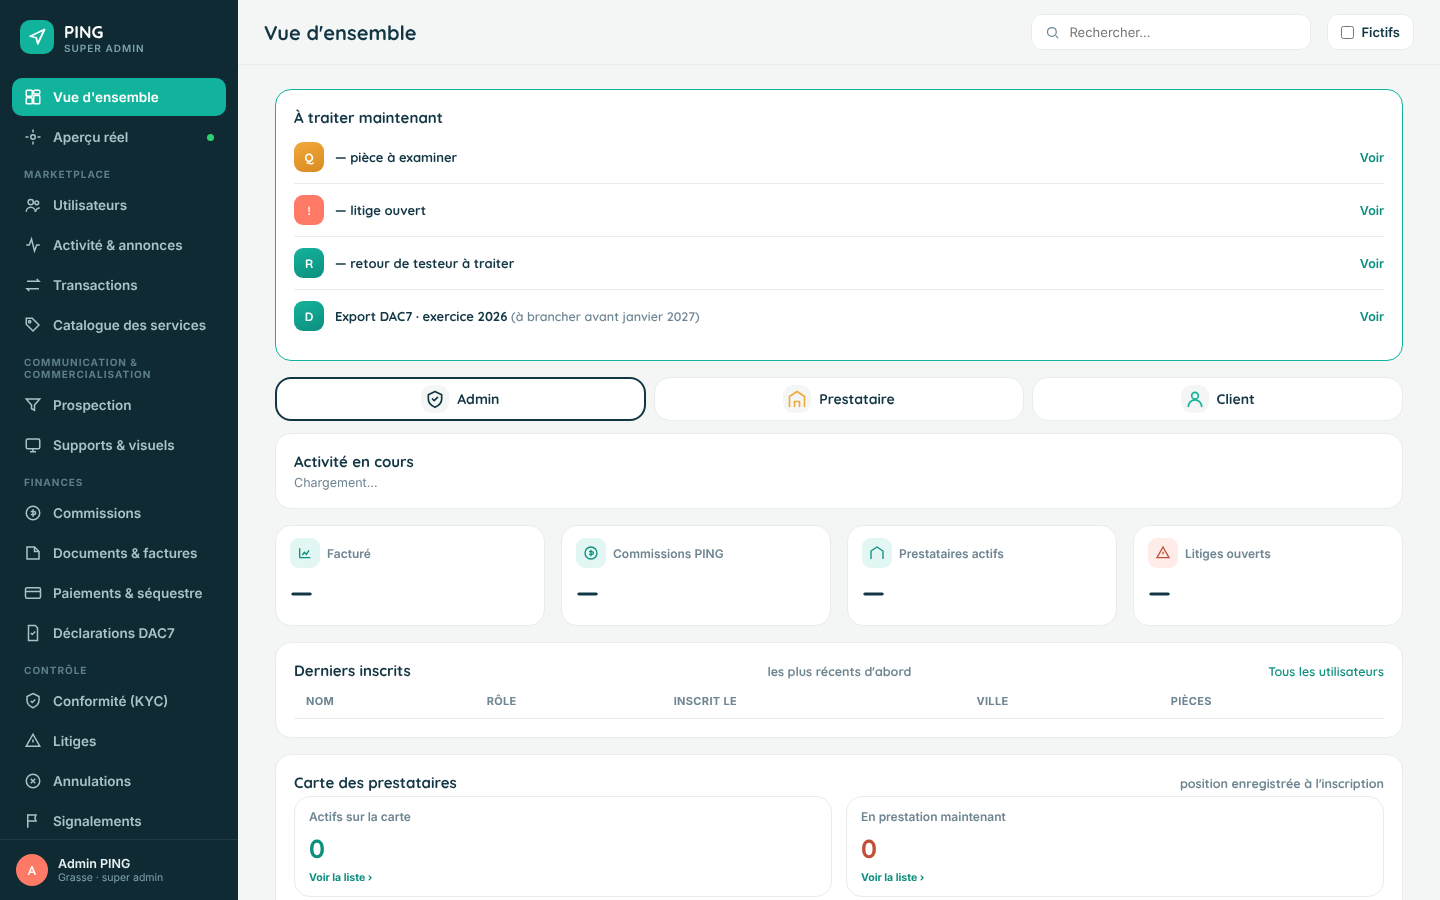 PING
SUPER ADMIN
Vue d'ensemble
Aperçu réel
MARKETPLACE
Utilisateurs
Activité & annonces
Transactions
Catalogue des services
COMMUNICATION &
COMMERCIALISATION
Prospection
Supports & visuels
FINANCES
Commissions
Documents & factures
Paiements & séquestre
Déclarations DAC7
CONTRÔLE
Conformité (KYC)
Litiges
Annulations
Signalements
A
Admin PING
Grasse · super admin
Vue d'ensemble
Rechercher...
Fictifs
À traiter maintenant
Q — pièce à examiner Voir
! — litige ouvert Voir
R — retour de testeur à traiter Voir
D Export DAC7 · exercice 2026 (à brancher avant janvier 2027) Voir
Admin Prestataire Client
Activité en cours
Chargement...
Facturé Commissions PING Prestataires actifs Litiges ouverts
— — — —
Derniers inscrits les plus récents d'abord Tous les utilisateurs
NOM RÔLE INSCRIT LE VILLE PIÈCES
Carte des prestataires position enregistrée à l'inscription
Actifs sur la carte En prestation maintenant
0 0
Voir la liste › Voir la liste ›